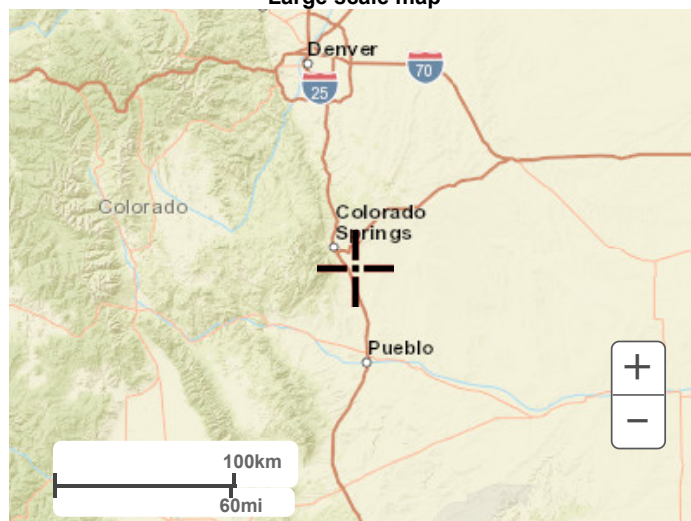 Large-scale map
Denver
70
25
Colorado
Colorado
Springs
Pueblo
+
−
100km
60mi